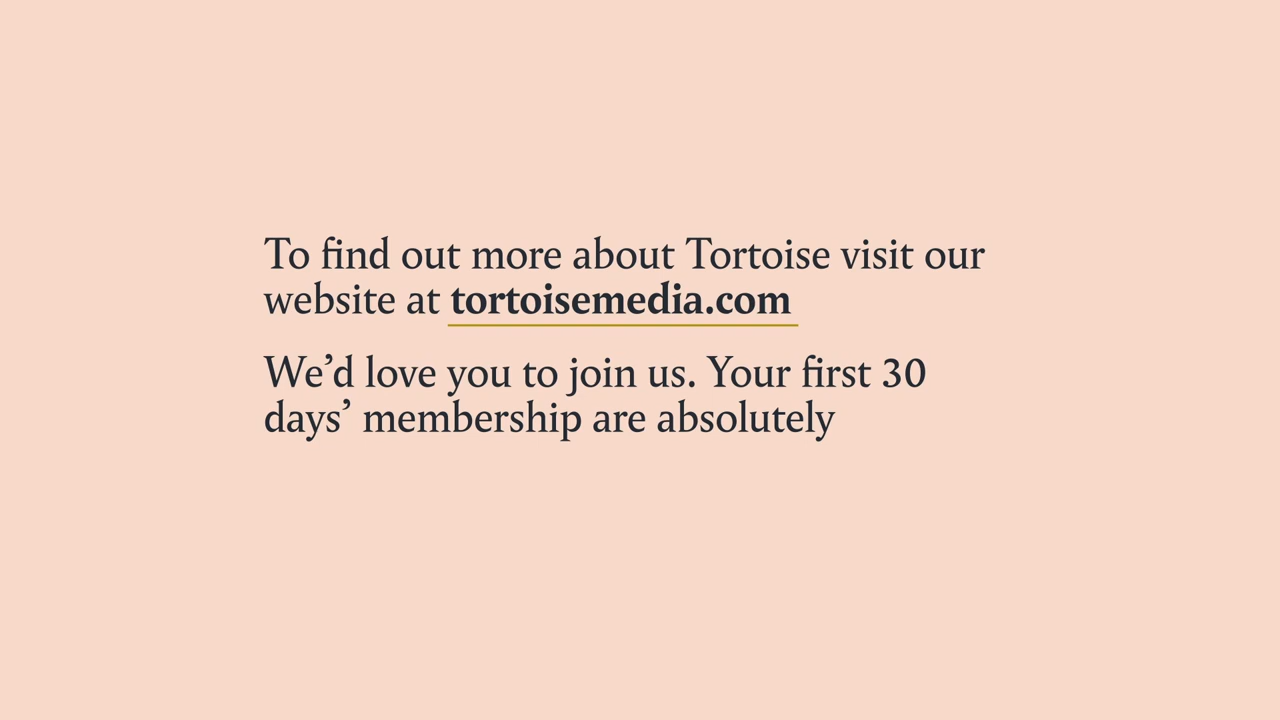 To find out more about Tortoise visit our
website at tortoisemedia.com
We’d love you to join us. Your first 30
days’ membership are absolutely